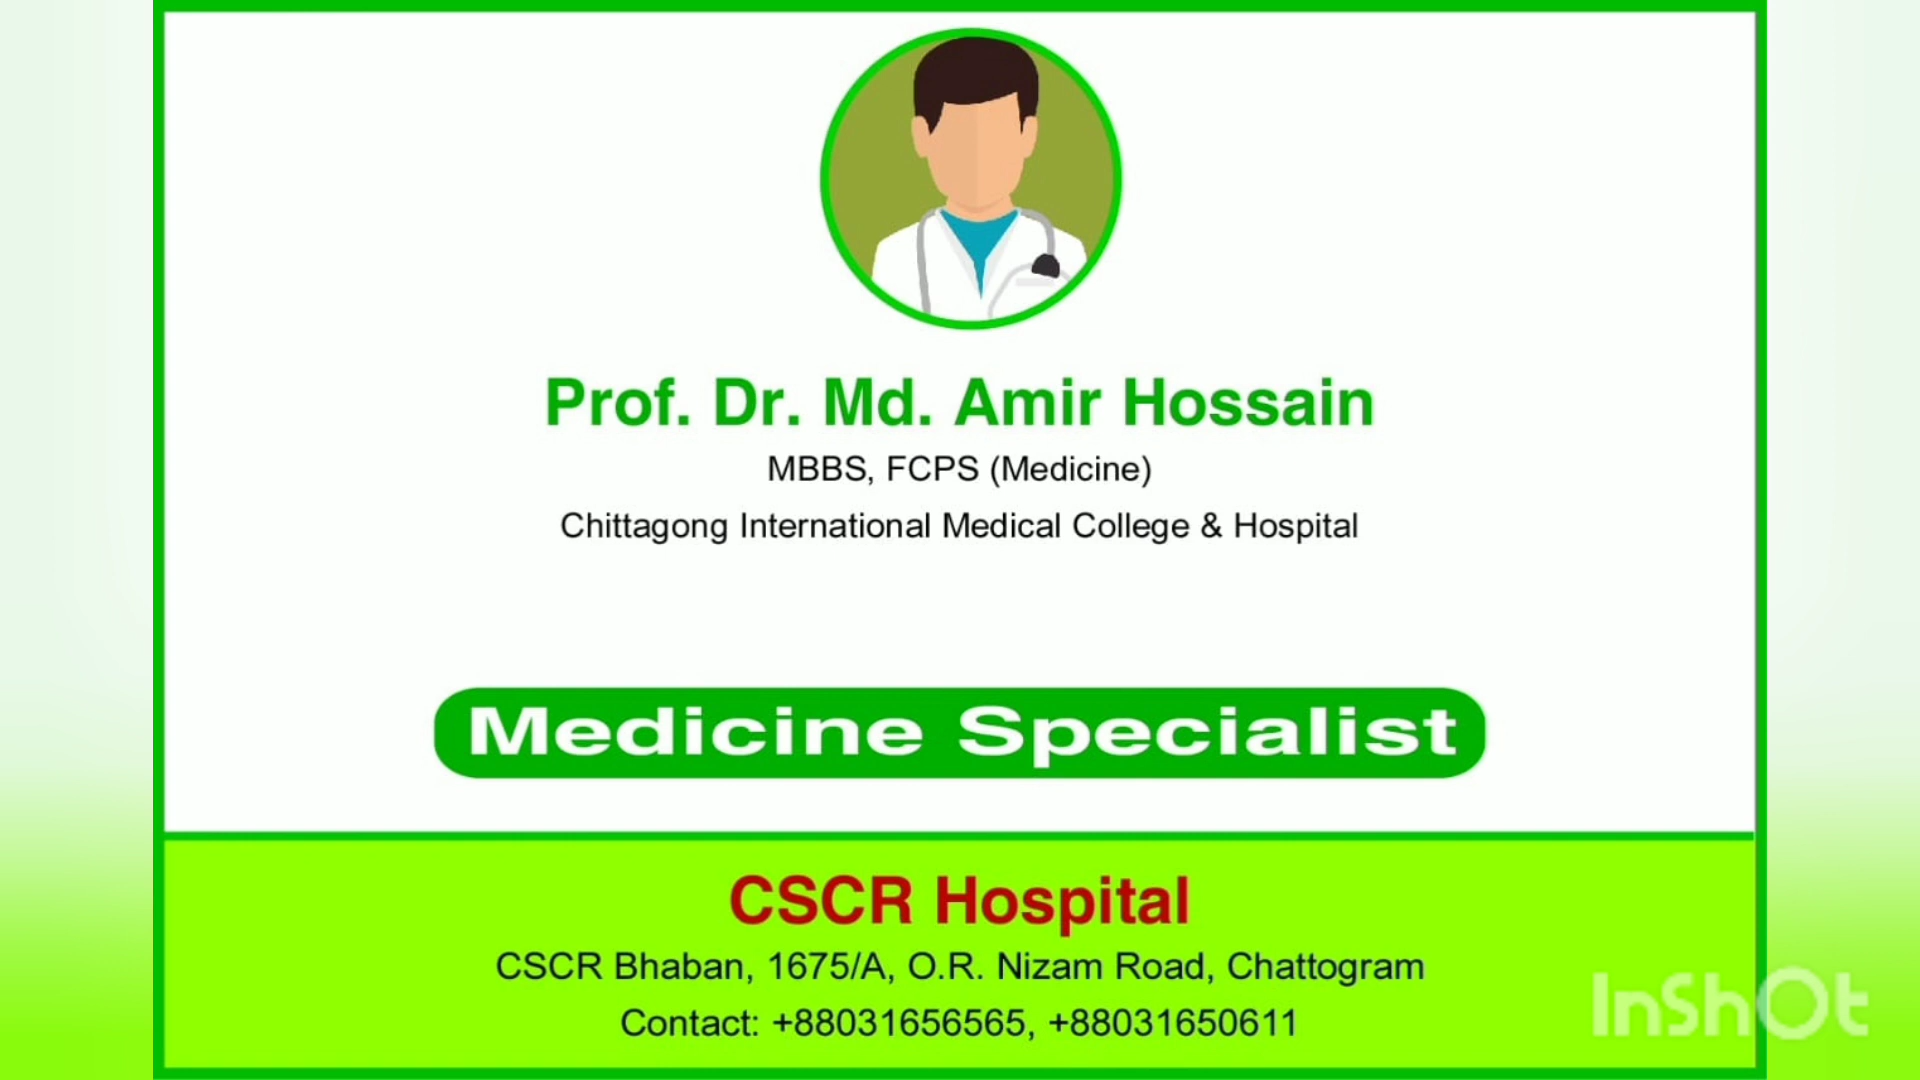 Prof. Dr. Md. Amir Hossain
MBBS, FCPS (Medicine)
Chittagong International Medical College & Hospital
Medicine Specialist
CSCR Hospital
CSCR Bhaban, 1675/A, O.R. Nizam Road, Chattogram
Contact: +88031656565, +88031650611
InShOt